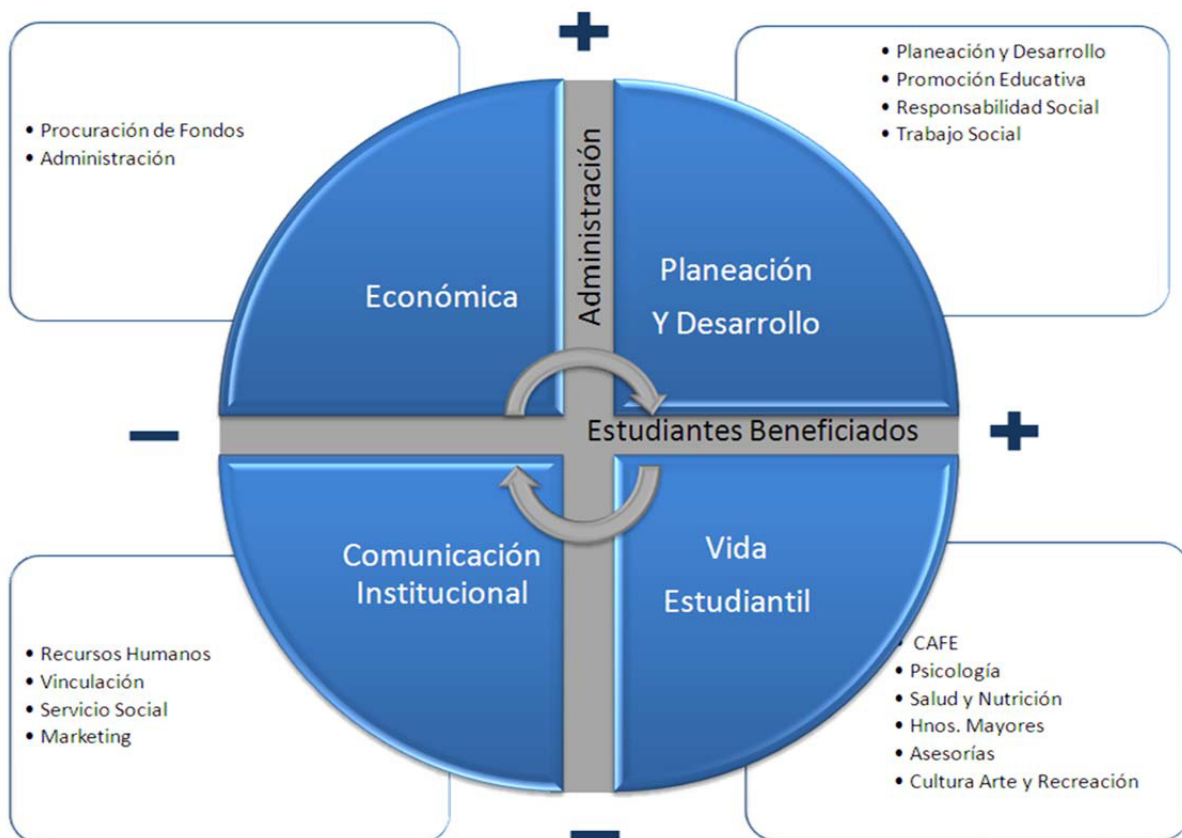 +
• Procuración de Fondos
• Administración
• Planeación y Desarrollo
• Promoción Educativa
• Responsabilidad Social
• Trabajo Social
Administración
Económica
Planeación
Y Desarrollo
−
Estudiantes Beneficiados
+
Comunicación
Institucional
Vida
Estudiantil
• Recursos Humanos
• Vinculación
• Servicio Social
• Marketing
• CAFE
• Psicología
• Salud y Nutrición
• Hnos. Mayores
• Asesorías
• Cultura Arte y Recreación
−